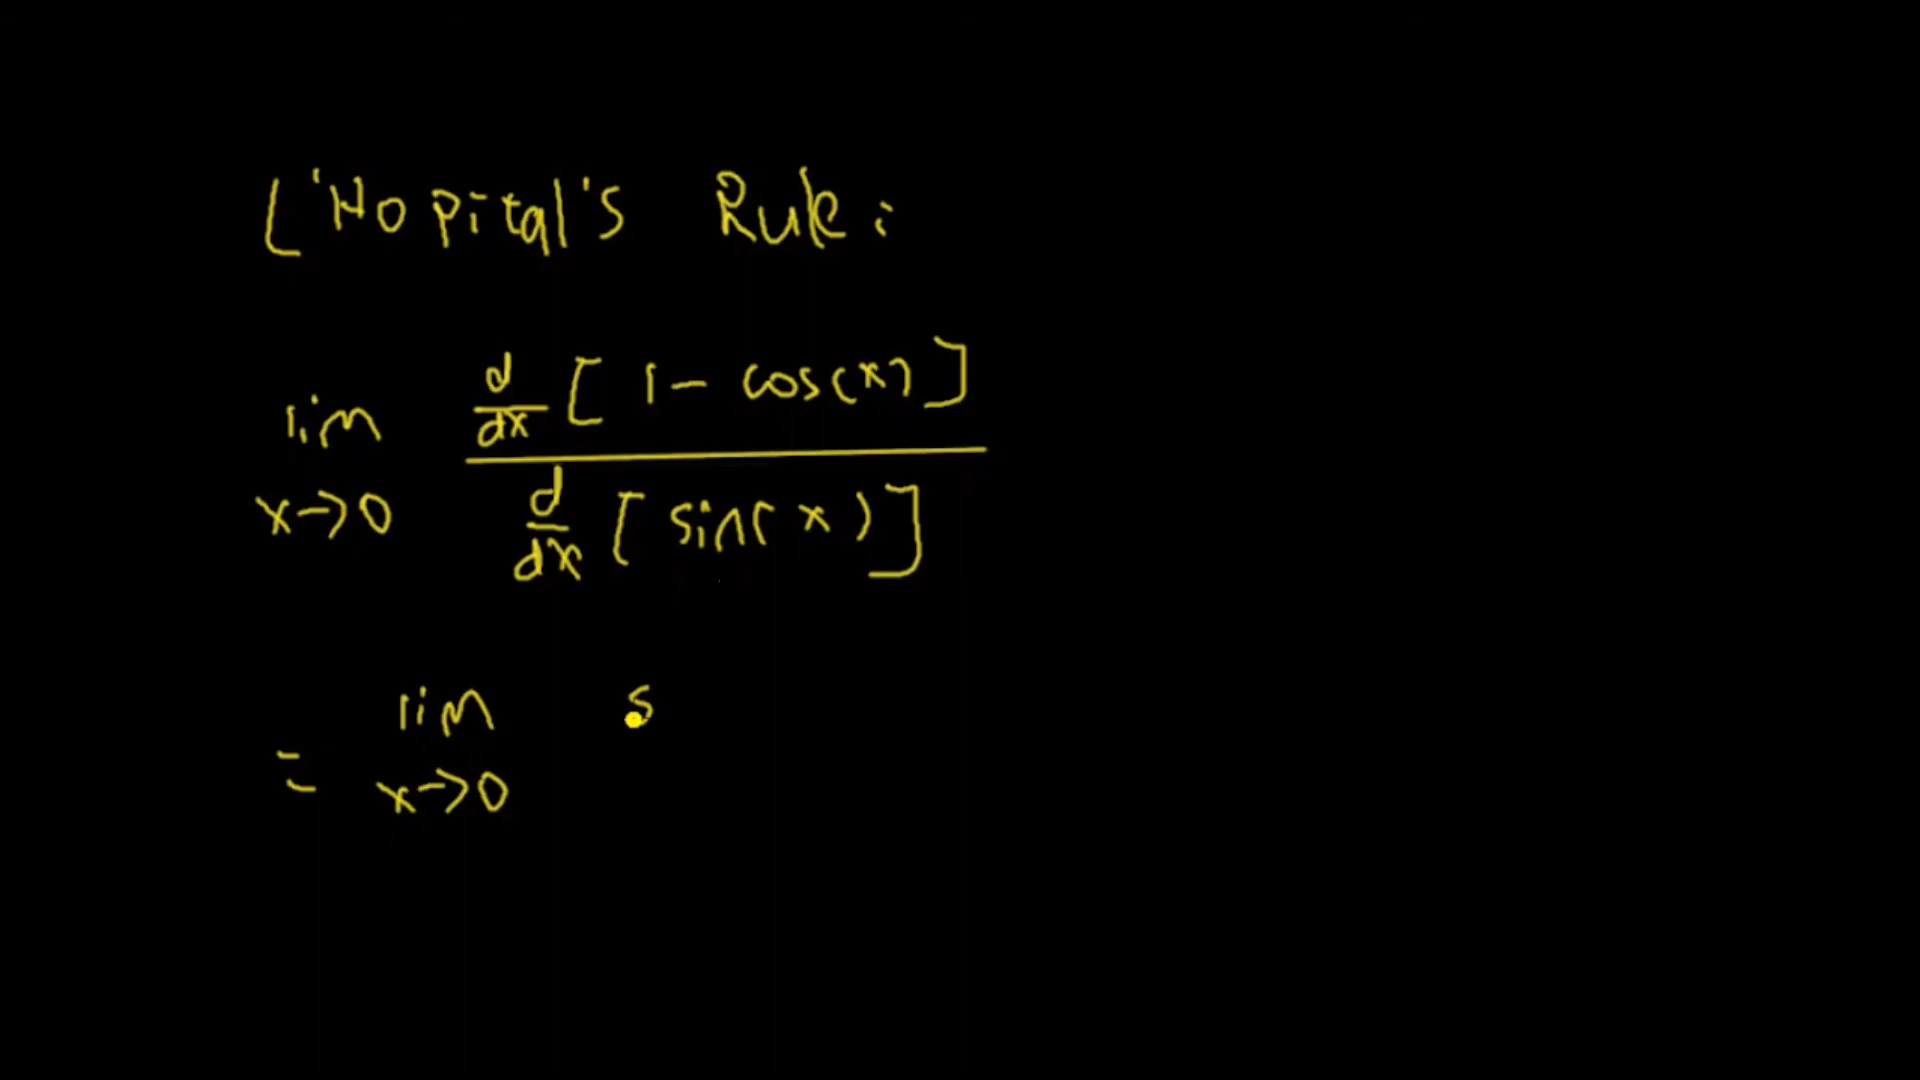 L'Hopital's Rule:
lim x→0 d/dx [1 - cos(x)] / d/dx [sin(x)]
= lim x→0 s